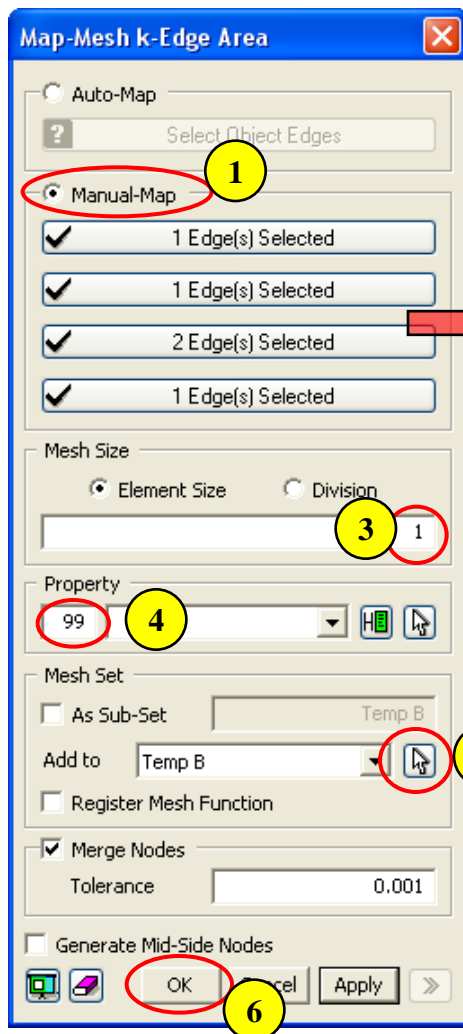 Map-Mesh k-Edge Area
Auto-Map
? Select Object Edges
1
Manual-Map
1 Edge(s) Selected
1 Edge(s) Selected
2 Edge(s) Selected
1 Edge(s) Selected
Mesh Size
Element Size Division
3 1
Property
99 4
Mesh Set
As Sub-Set Temp B
Add to Temp B
Register Mesh Function
Merge Nodes
Tolerance 0.001
Generate Mid-Side Nodes
OK Cancel Apply >>
6